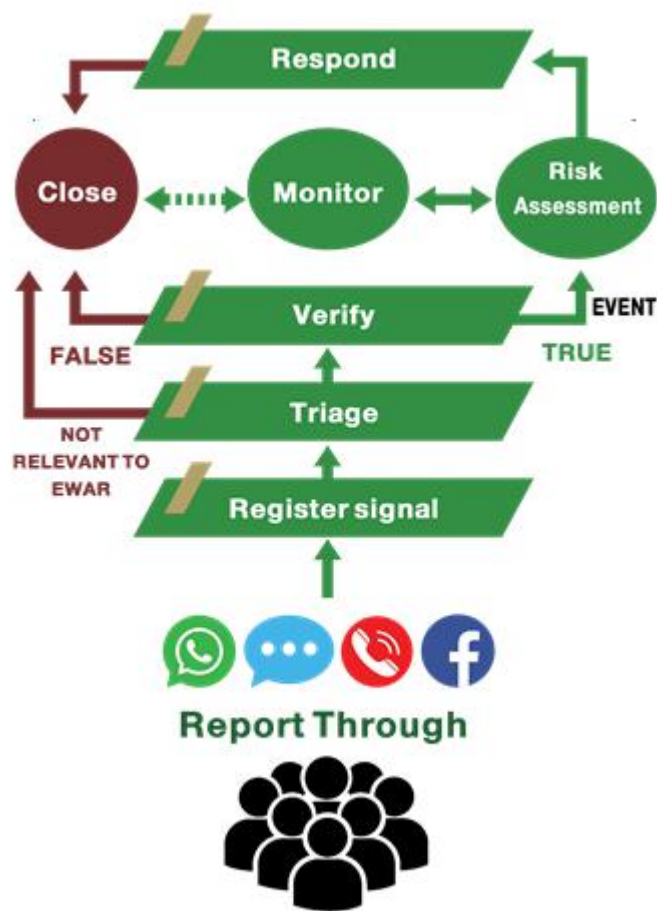 Respond
Close
Monitor
Risk
Assessment
Verify
EVENT
FALSE
TRUE
Triage
NOT
RELEVANT TO
EWAR
Register signal
Report Through